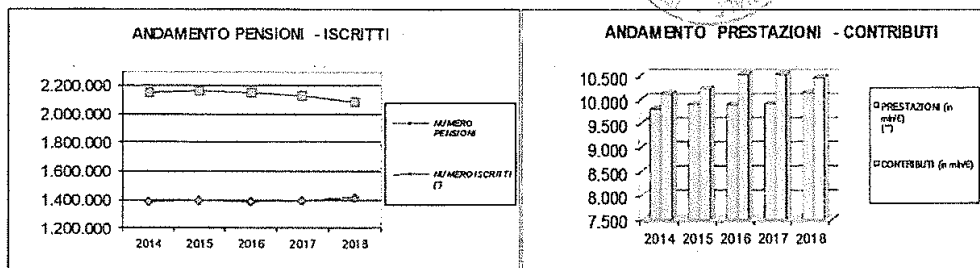 ANDAMENTO PENSIONI - ISCRITTI
2.200.000
2.000.000
1.800.000
1.600.000
1.400.000
1.200.000
2014 2015 2016 2017 2018
NUMERO
PENSIONI
NUMERO ISCRITTI
(*)
ANDAMENTO PRESTAZIONI - CONTRIBUTI
10.500
10.000
9.500
9.000
8.500
8.000
7.500
2014 2015 2016 2017 2018
PRESTAZIONI (in
mln/€)
(**)
CONTRIBUTI (in mln/€)